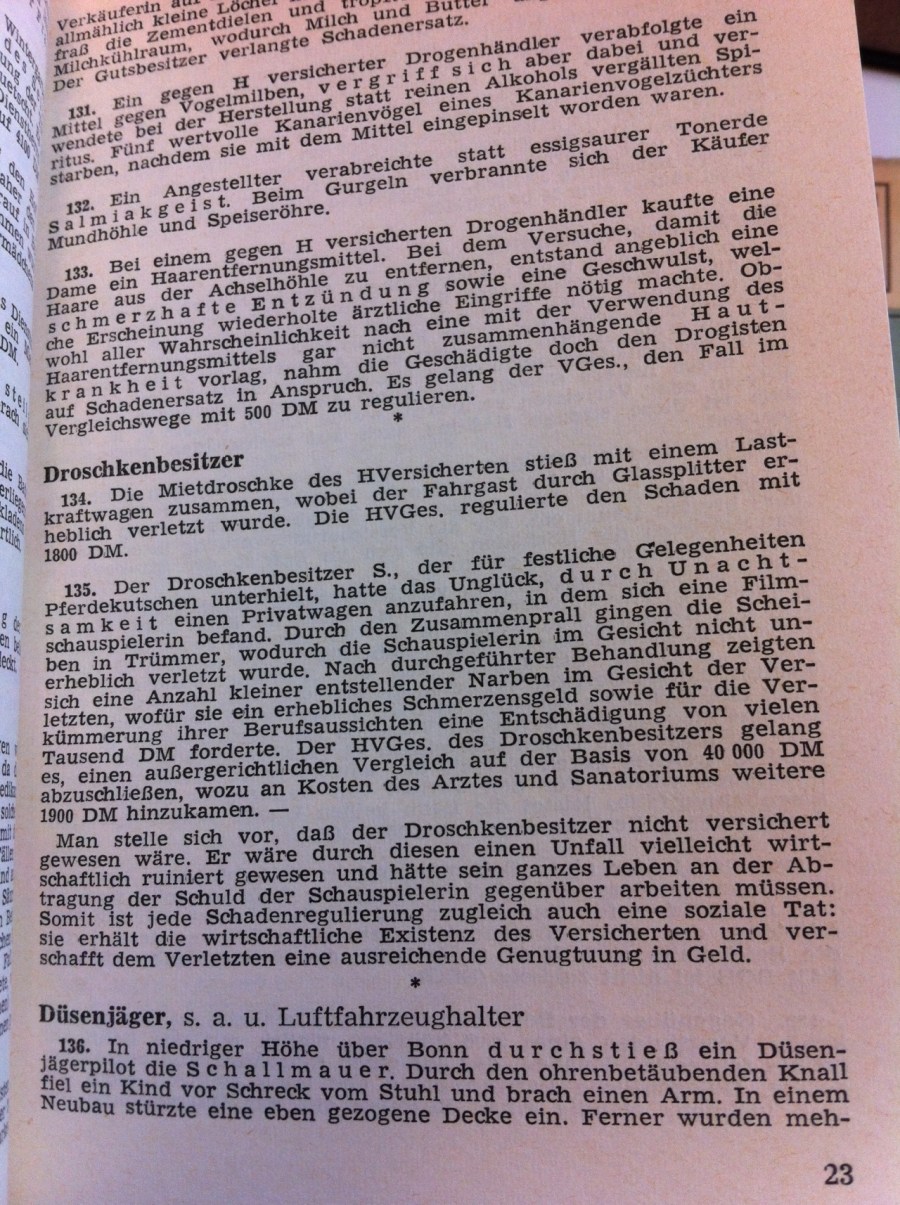 Verkäuferin auf
allmählich kleine Löcher
fraß die Zementdielen und
Milchkühlraum, wodurch Milch und Butter
Der Gutsbesitzer verlangte Schadenersatz.
131. Ein gegen H versicherter Drogenhändler verabfolgte ein
Mittel gegen Vogelmilben, vergriff sich aber dabei und ver-
wendete bei der Herstellung statt reinen Alkohols vergällten Spi-
ritus. Fünf wertvolle Kanarienvögel eines Kanarienvogelzüchters
starben, nachdem sie mit dem Mittel eingepinselt worden waren.
132. Ein Angestellter verabreichte statt essigsaurer Tonerde
Salmiakgeist. Beim Gurgeln verbrannte sich der Käufer
Mundhöhle und Speiseröhre.
133. Bei einem gegen H versicherten Drogenhändler kaufte eine
Dame ein Haarentfernungsmittel. Bei dem Versuche, damit die
Haare aus der Achselhöhle zu entfernen, entstand angeblich eine
schmerzhafte Entzündung sowie eine Geschwulst, wel-
che Erscheinung wiederholte ärztliche Eingriffe nötig machte. Ob-
wohl aller Wahrscheinlichkeit nach eine mit der Verwendung des
Haarentfernungsmittels gar nicht zusammenhängende Haut-
krankheit vorlag, nahm die Geschädigte doch den Drogisten
auf Schadenersatz in Anspruch. Es gelang der VGes., den Fall im
Vergleichswege mit 500 DM zu regulieren.
*
Droschkenbesitzer
134. Die Mietdroschke des HVersicherten stieß mit einem Last-
kraftwagen zusammen, wobei der Fahrgast durch Glassplitter er-
heblich verletzt wurde. Die HVGes. regulierte den Schaden mit
1800 DM.
135. Der Droschkenbesitzer S., der für festliche Gelegenheiten
Pferdekutschen unterhielt, hatte das Unglück, durch Unacht-
samkeit einen Privatwagen anzufahren, in dem sich eine Film-
schauspielerin befand. Durch den Zusammenprall gingen die Schei-
ben in Trümmer, wodurch die Schauspielerin im Gesicht nicht un-
erheblich verletzt wurde. Nach durchgeführter Behandlung zeigten
sich eine Anzahl kleiner entstellender Narben im Gesicht der Ver-
letzten, wofür sie ein erhebliches Schmerzensgeld sowie für die Ver-
kümmerung ihrer Berufsaussichten eine Entschädigung von vielen
Tausend DM forderte. Der HVGes. des Droschkenbesitzers gelang
es, einen außergerichtlichen Vergleich auf der Basis von 40 000 DM
abzuschließen, wozu an Kosten des Arztes und Sanatoriums weitere
1900 DM hinzukamen. —
Man stelle sich vor, daß der Droschkenbesitzer nicht versichert
gewesen wäre. Er wäre durch diesen einen Unfall vielleicht wirt-
schaftlich ruiniert gewesen und hätte sein ganzes Leben an der Ab-
tragung der Schuld der Schauspielerin gegenüber arbeiten müssen.
Somit ist jede Schadenregulierung zugleich auch eine soziale Tat:
sie erhält die wirtschaftliche Existenz des Versicherten und ver-
schafft dem Verletzten eine ausreichende Genugtuung in Geld.
*
Düsenjäger, s. a. u. Luftfahrzeughalter
136. In niedriger Höhe über Bonn durchstieß ein Düsen-
jägerpilot die Schallmauer. Durch den ohrenbetäubenden Knall
fiel ein Kind vor Schreck vom Stuhl und brach einen Arm. In einem
Neubau stürzte eine eben gezogene Decke ein. Ferner wurden meh-
23